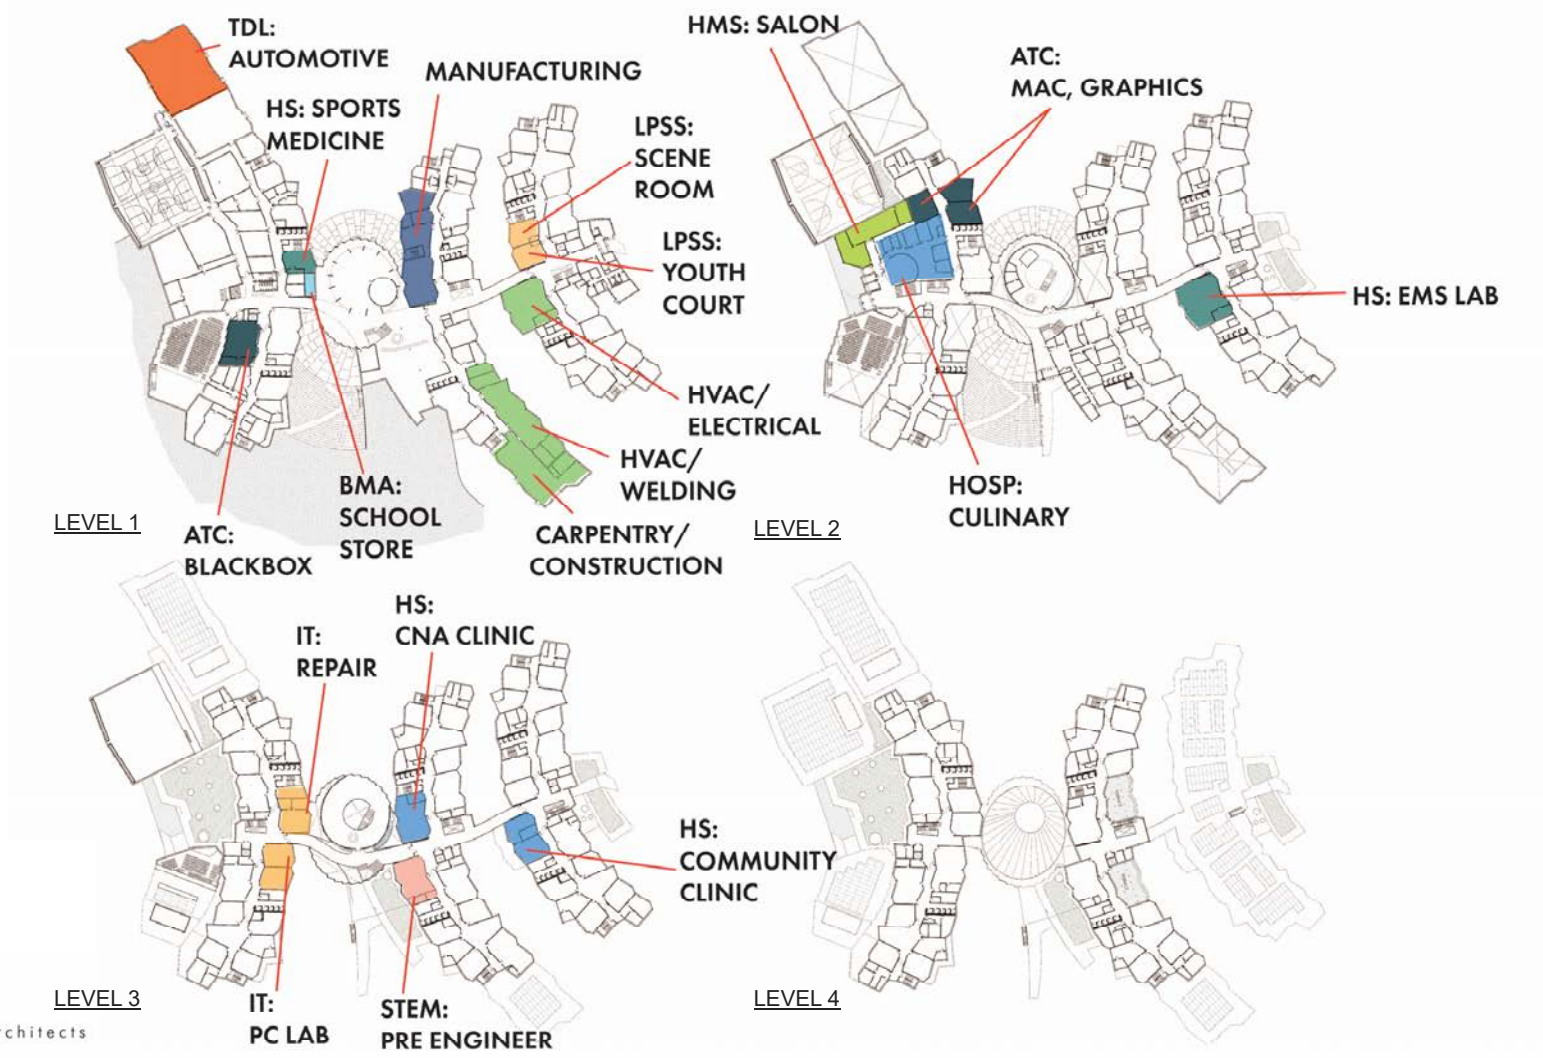 TDL:
AUTOMOTIVE
MANUFACTURING
HS: SPORTS
MEDICINE
LPSS:
SCENE
ROOM
LPSS:
YOUTH
COURT
HVAC/
ELECTRICAL
HVAC/
WELDING
CARPENTRY/
CONSTRUCTION
BMA:
SCHOOL
STORE
ATC:
BLACKBOX
LEVEL 1
HMS: SALON
ATC:
MAC, GRAPHICS
HS: EMS LAB
HOSP:
CULINARY
LEVEL 2
HS:
CNA CLINIC
IT:
REPAIR
HS:
COMMUNITY
CLINIC
IT:
PC LAB
STEM:
PRE ENGINEER
LEVEL 3
LEVEL 4
rchitects